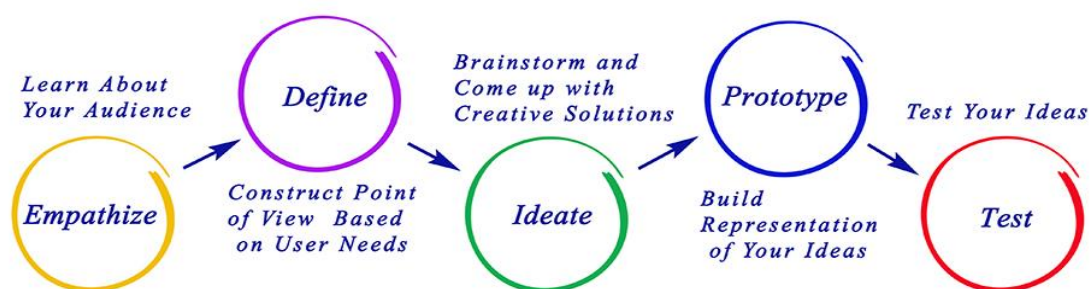 Learn About
Your Audience
Empathize
Define
Construct Point
of View Based
on User Needs
Brainstorm and
Come up with
Creative Solutions
Ideate
Prototype
Build
Representation
of Your Ideas
Test Your Ideas
Test